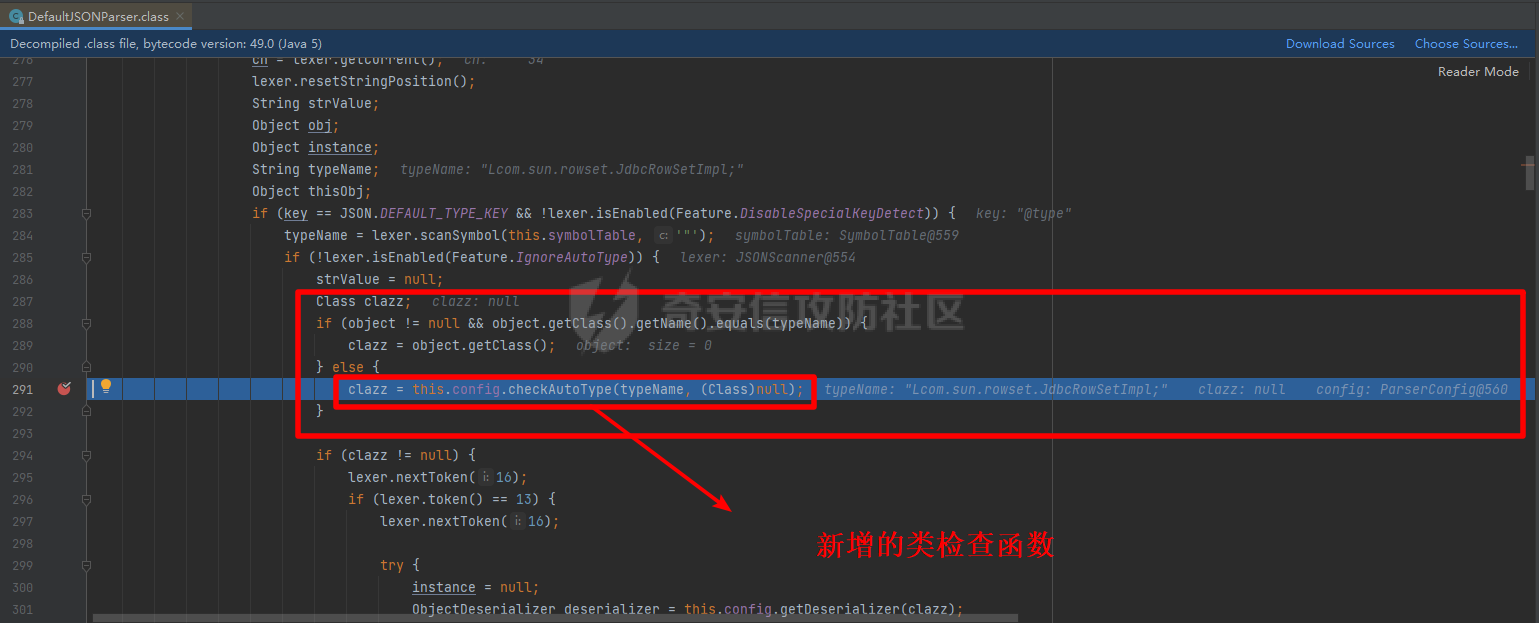 DefaultJSONParser.class
Decompiled .class file, bytecode version: 49.0 (Java 5) Download Sources Choose Sources...
Reader Mode
276 ch = lexer.getCurrent(); ch: 34
277 lexer.resetStringPosition();
278 String strValue;
279 Object obj;
280 Object instance;
281 String typeName; typeName: "Lcom.sun.rowset.JdbcRowSetImpl;"
282 Object thisObj;
283 if (key == JSON.DEFAULT_TYPE_KEY && !lexer.isEnabled(Feature.DisableSpecialKeyDetect)) { key: "@type"
284 typeName = lexer.scanSymbol(this.symbolTable, c: '"'); symbolTable: SymbolTable@559
285 if (!lexer.isEnabled(Feature.IgnoreAutoType)) { lexer: JSONScanner@554
286 strValue = null;
287 Class clazz; clazz: null
奇安信攻防社区
288 if (object != null && object.getClass().getName().equals(typeName)) {
289 clazz = object.getClass(); object: size = 0
290 } else {
291 clazz = this.config.checkAutoType(typeName, (Class)null); typeName: "Lcom.sun.rowset.JdbcRowSetImpl;" clazz: null config: ParserConfig@560
292 }
293
294 if (clazz != null) {
295 lexer.nextToken( i: 16);
296 if (lexer.token() == 13) {
297 lexer.nextToken( i: 16);
298
新增的类检查函数
299 try {
300 instance = null;
301 ObjectDeserializer deserializer = this.config.getDeserializer(clazz);